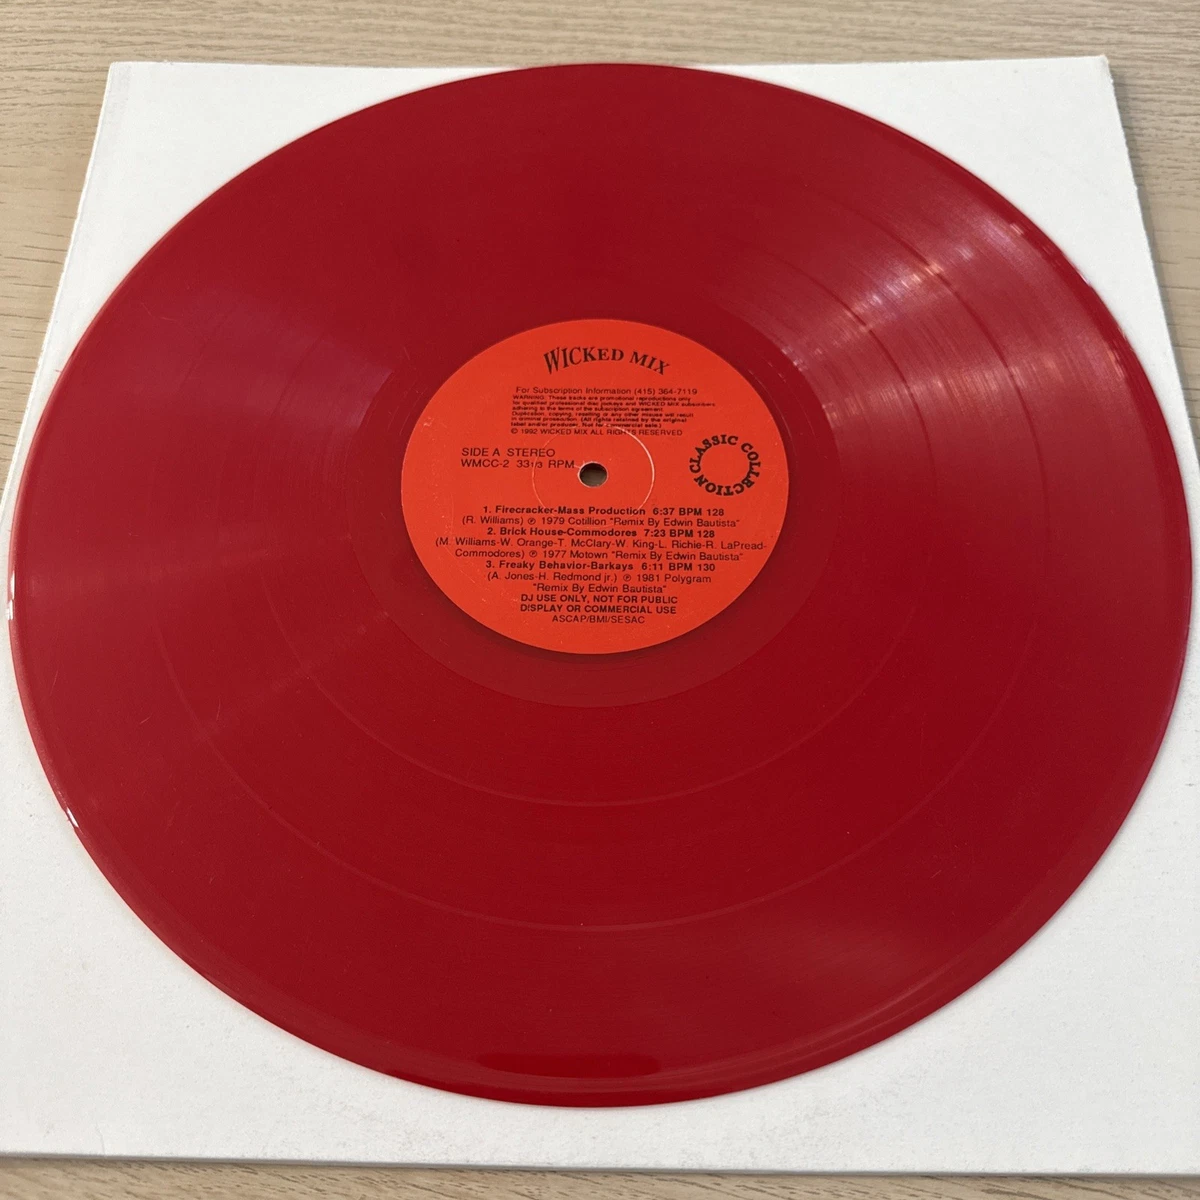 WICKED MIX
For Subscription Information (415) 364-7119
WARNING: These tracks are promotional reproductions only
for qualified professional disc jockeys and WICKED MIX subscribers
adhering to the terms of the subscription agreement.
Duplication, copying, reselling or any other misuse will result
in criminal prosecution. (All rights retained by the original
label and/or producer. Not for commercial sale.)
© 1992 WICKED MIX ALL RIGHTS RESERVED
SIDE A STEREO
WMCC-2 33 1/3 RPM
CLASSIC COLLECTION
1. Firecracker-Mass Production 6:37 BPM 128
(R. Williams) ℗ 1979 Cotillion "Remix By Edwin Bautista"
2. Brick House-Commodores 7:23 BPM 128
(M. Williams-W. Orange-T. McClary-W. King-L. Richie-R. LaPread-
Commodores) ℗ 1977 Motown "Remix By Edwin Bautista"
3. Freaky Behavior-Barkays 6:11 BPM 130
(A. Jones-H. Redmond jr.) ℗ 1981 Polygram
"Remix By Edwin Bautista"
DJ USE ONLY, NOT FOR PUBLIC
DISPLAY OR COMMERCIAL USE
ASCAP/BMI/SESAC